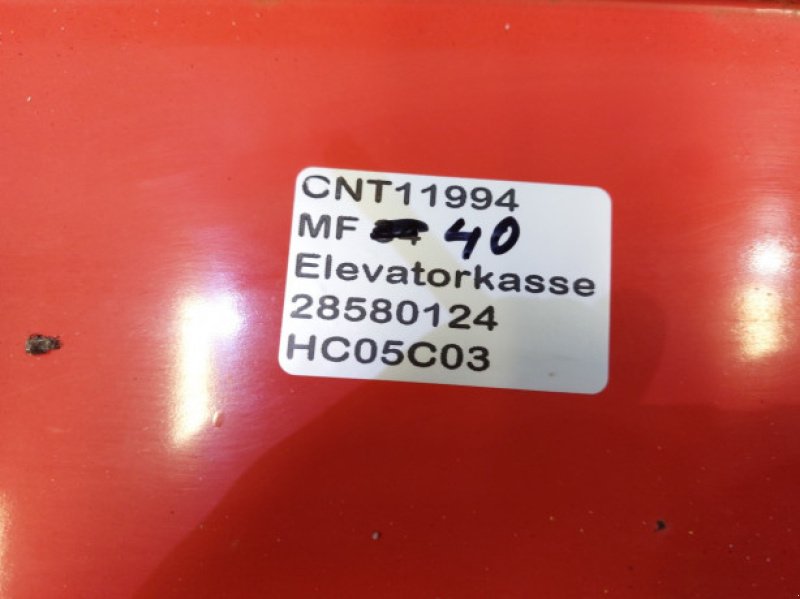 CNT11994
MF 40
Elevatorkasse
28580124
HC05C03